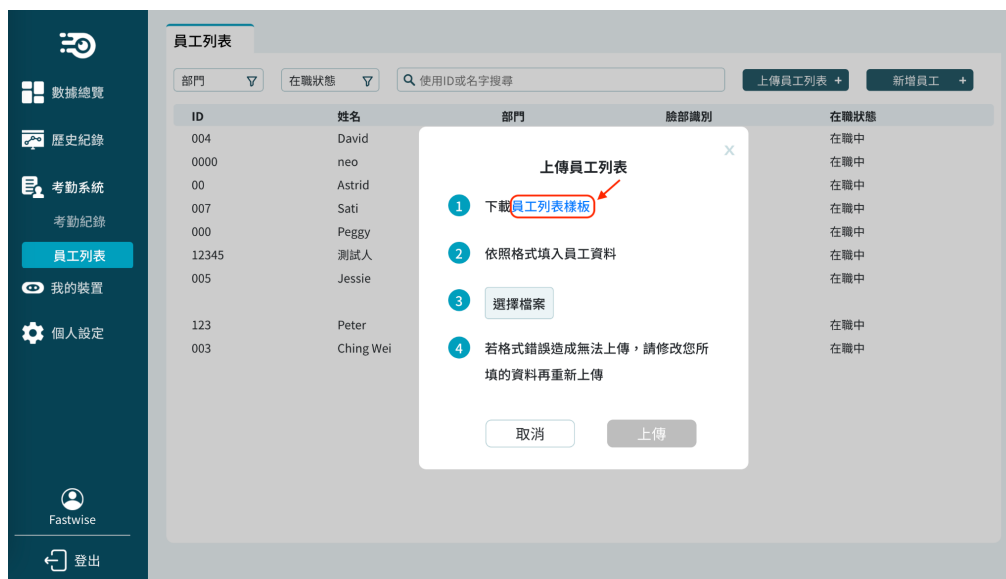 員工列表
部門
在職狀態
使用ID或名字搜尋
上傳員工列表 +
新增員工 +
數據總覽
歷史紀錄
考勤系統
考勤紀錄
員工列表
我的裝置
個人設定
Fastwise
登出
ID 姓名 部門 臉部識別 在職狀態
004 David 在職中
0000 neo 在職中
00 Astrid 在職中
007 Sati 在職中
000 Peggy 在職中
12345 測試人 在職中
005 Jessie 在職中
123 Peter 在職中
003 Ching Wei 在職中
X
上傳員工列表
1 下載員工列表樣板
2 依照格式填入員工資料
3 選擇檔案
4 若格式錯誤造成無法上傳，請修改您所
填的資料再重新上傳
取消
上傳